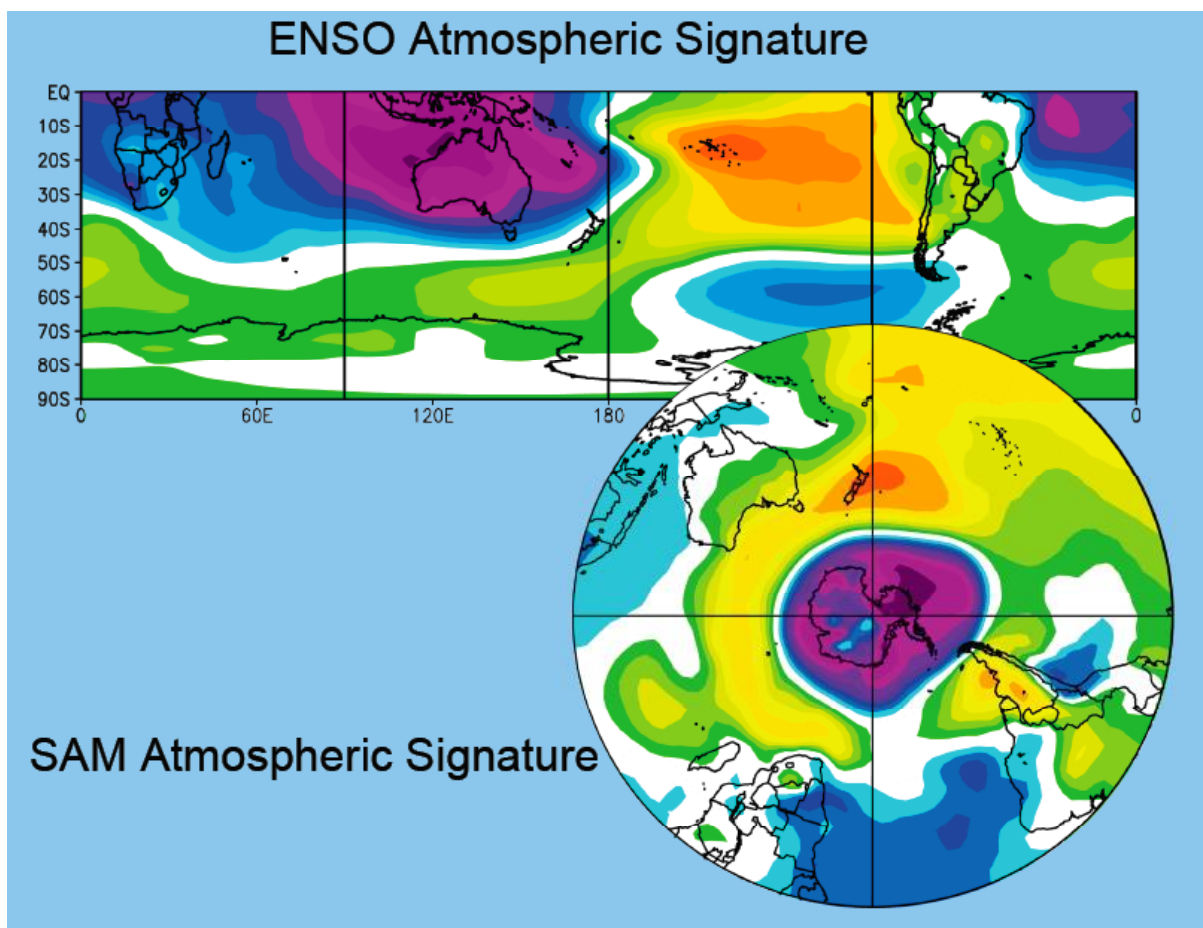 ENSO Atmospheric Signature
EQ
10S
20S
30S
40S
50S
60S
70S
80S
90S
0 60E 120E 180 0
SAM Atmospheric Signature